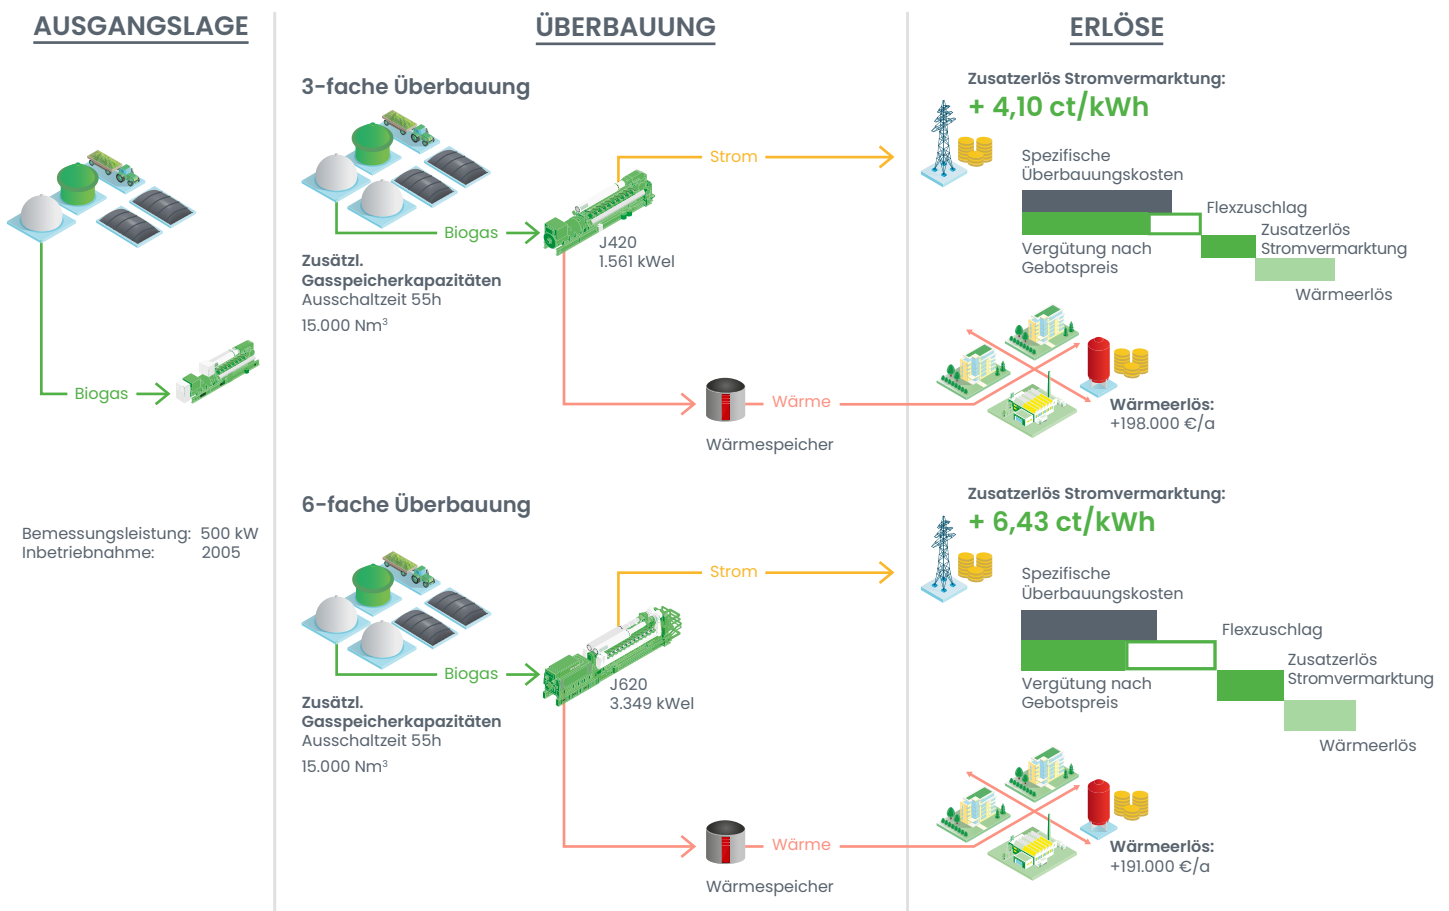 AUSGANGSLAGE
Biogas
Bemessungsleistung: 500 kW
Inbetriebnahme: 2005
ÜBERBAUUNG
3-fache Überbauung
Strom
Biogas
J420
1.561 kWel
Zusätzl.
Gasspeicherkapazitäten
Ausschaltzeit 55h
15.000 Nm³
Wärme
Wärmespeicher
6-fache Überbauung
Strom
Biogas
J620
3.349 kWel
Zusätzl.
Gasspeicherkapazitäten
Ausschaltzeit 55h
15.000 Nm³
Wärme
Wärmespeicher
ERLÖSE
Zusatzerlös Stromvermarktung:
+ 4,10 ct/kWh
Spezifische
Überbauungskosten
Flexzuschlag
Zusatzerlös
Stromvermarktung
Vergütung nach
Gebotspreis
Wärmeerlös
Wärmeerlös:
+198.000 €/a
Zusatzerlös Stromvermarktung:
+ 6,43 ct/kWh
Spezifische
Überbauungskosten
Flexzuschlag
Zusatzerlös
Stromvermarktung
Vergütung nach
Gebotspreis
Wärmeerlös
Wärmeerlös:
+191.000 €/a